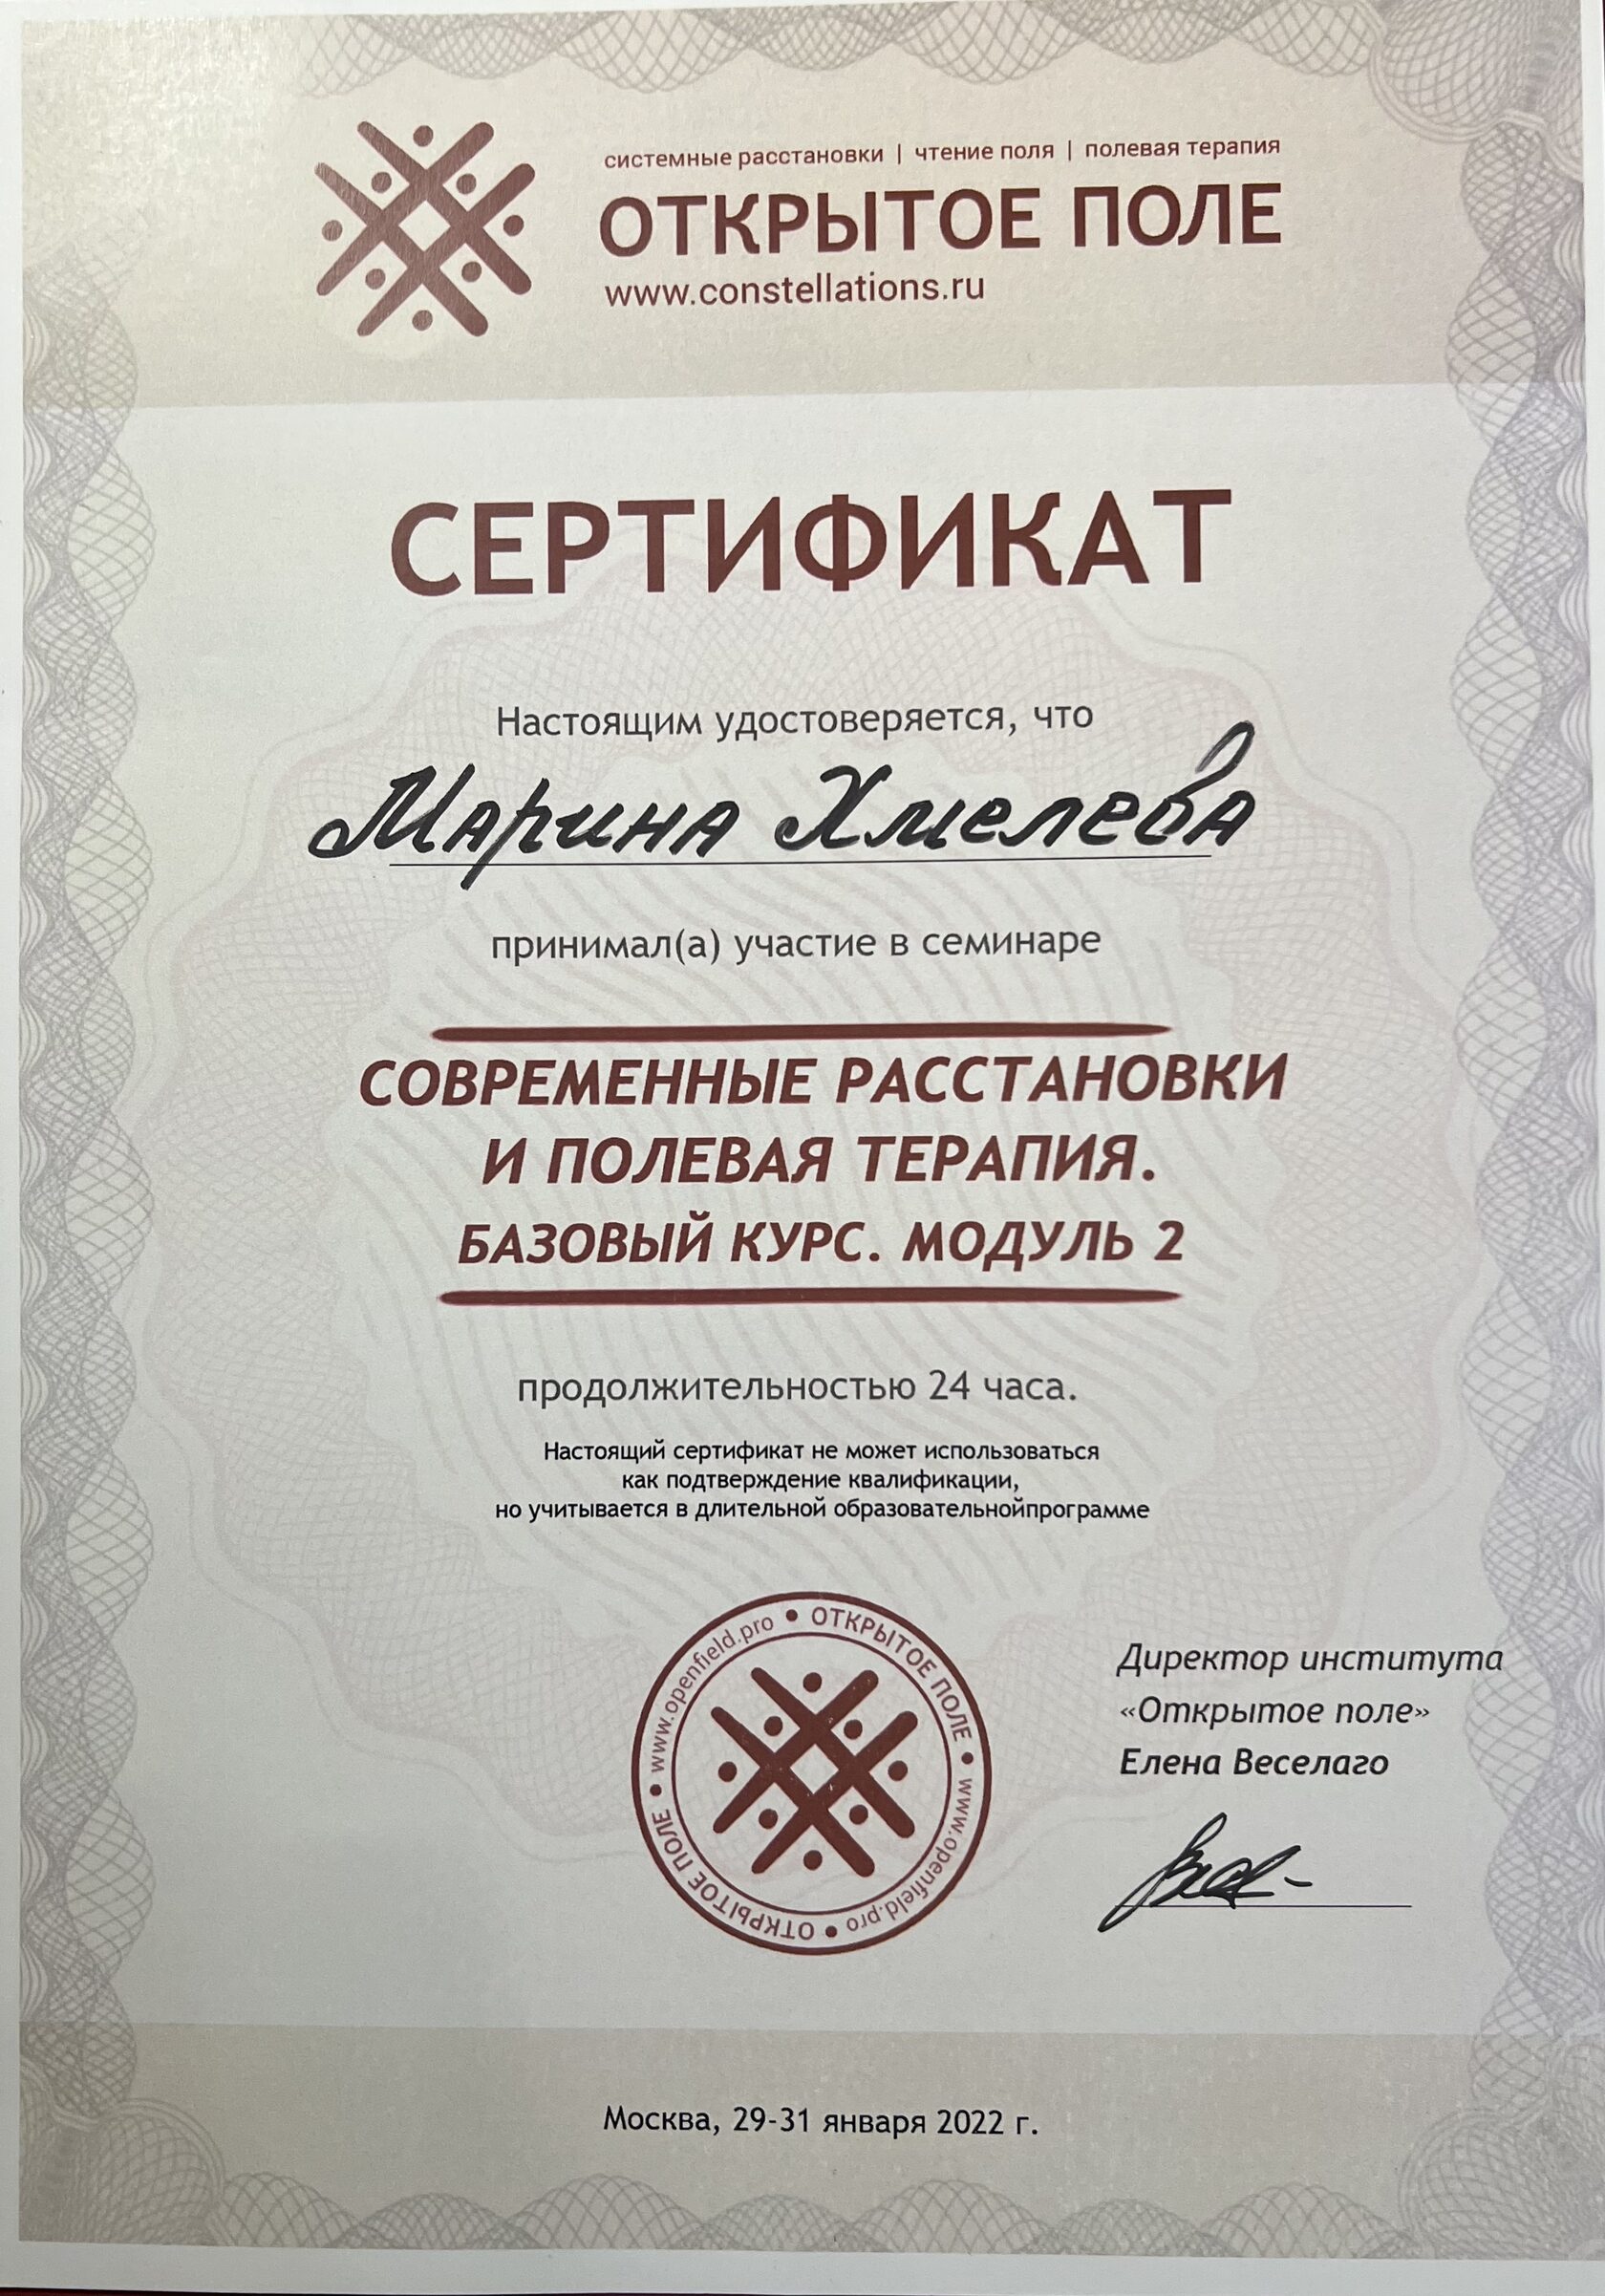 системные расстановки | чтение поля | полевая терапия
ОТКРЫТОЕ ПОЛЕ
www.constellations.ru
СЕРТИФИКАТ
Настоящим удостоверяется, что
Марина Хмелева
принимал(а) участие в семинаре
СОВРЕМЕННЫЕ РАССТАНОВКИ
И ПОЛЕВАЯ ТЕРАПИЯ.
БАЗОВЫЙ КУРС. МОДУЛЬ 2
продолжительностью 24 часа.
Настоящий сертификат не может использоваться
как подтверждение квалификации,
но учитывается в длительной образовательнойпрограмме
www.openfield.pro • ОТКРЫТОЕ ПОЛЕ • www.openfield.pro • ОТКРЫТОЕ ПОЛЕ •
Директор института
«Открытое поле»
Елена Веселаго
Москва, 29-31 января 2022 г.